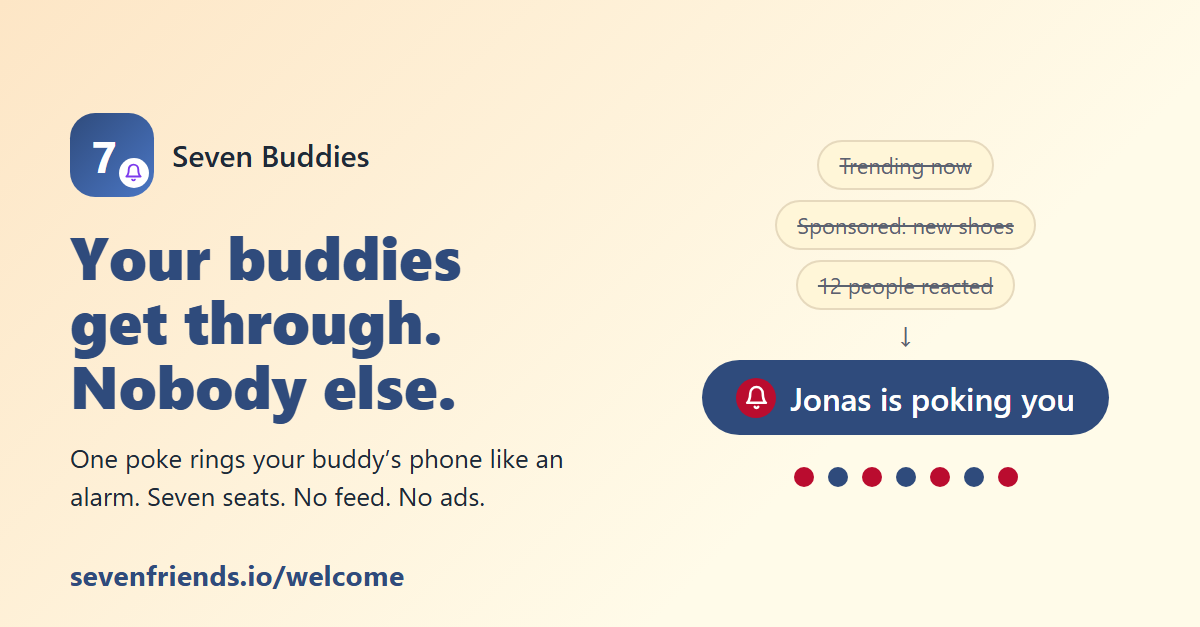 7
Seven Buddies
Your buddies
get through.
Nobody else.
One poke rings your buddy’s phone like an
alarm. Seven seats. No feed. No ads.
sevenfriends.io/welcome
Trending now
Sponsored: new shoes
12 people reacted
↓
Jonas is poking you